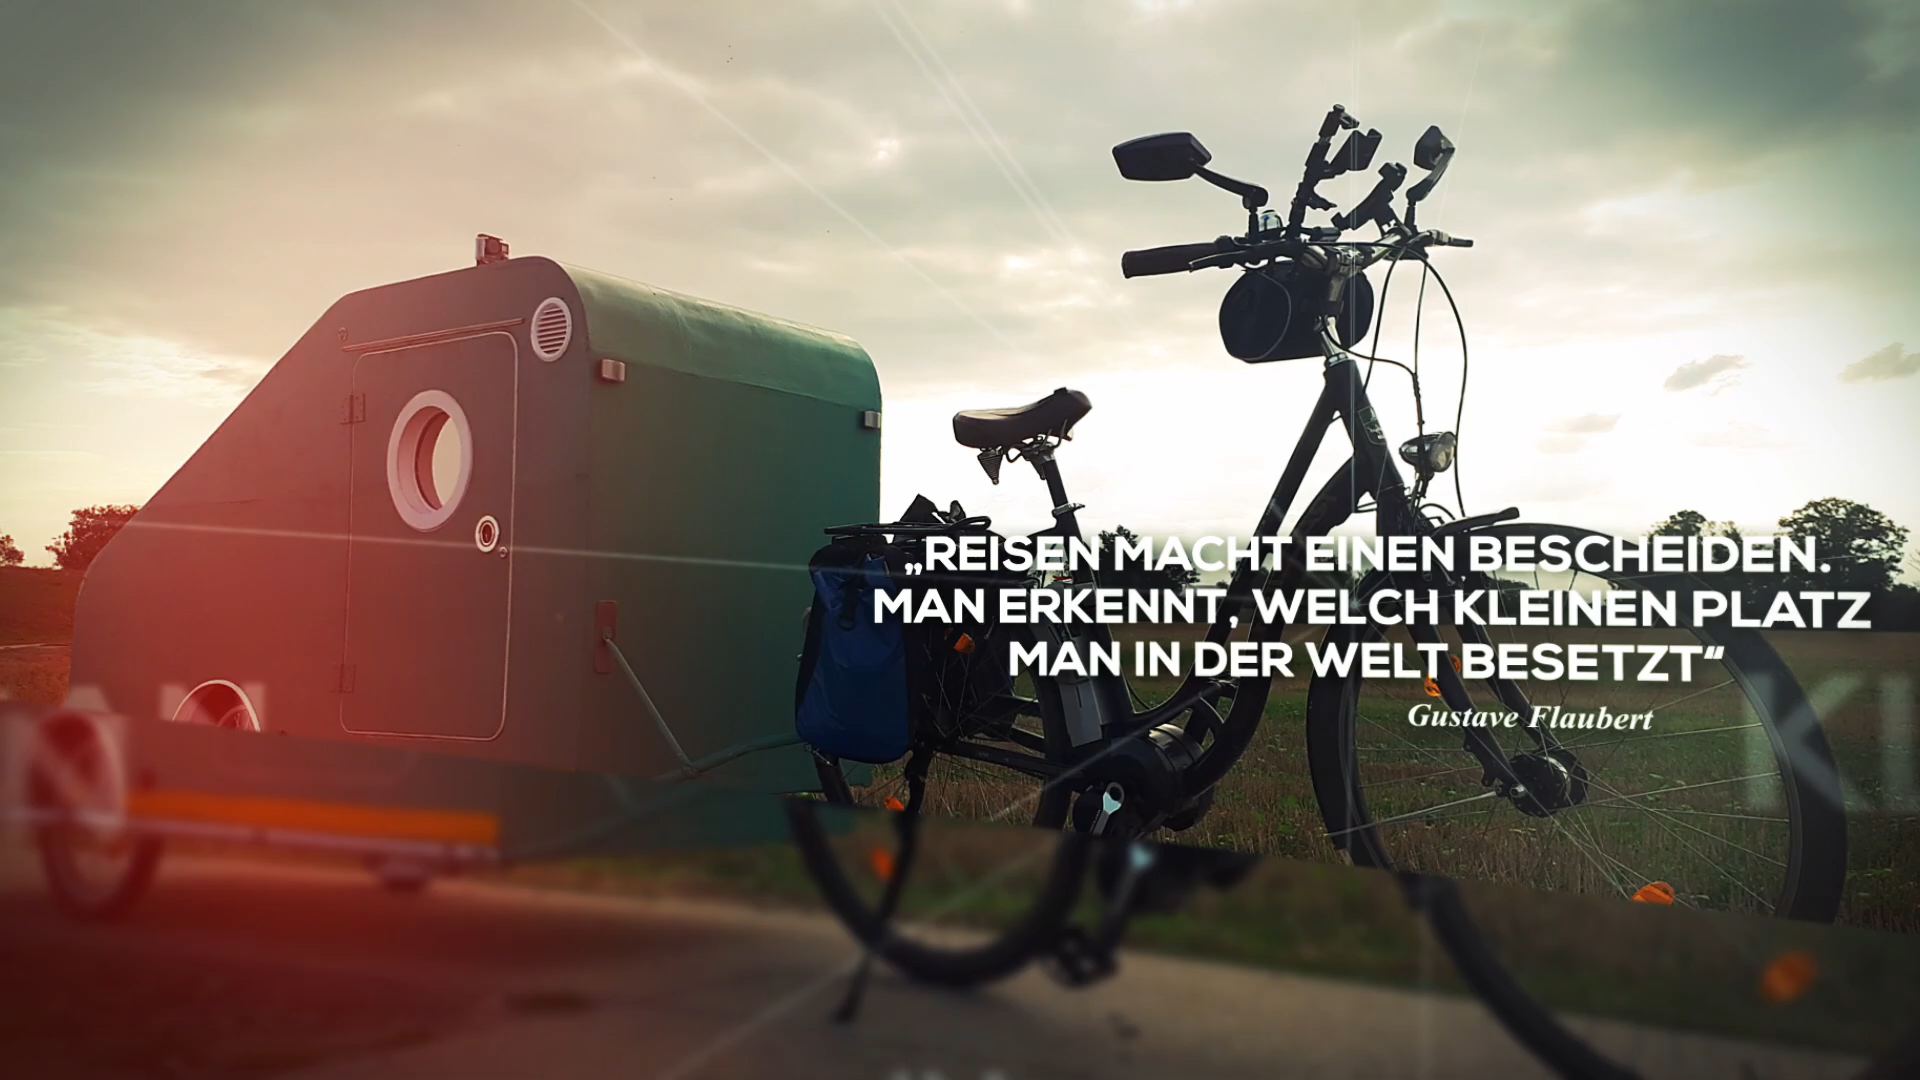 „REISEN MACHT EINEN BESCHEIDEN.
MAN ERKENNT, WELCH KLEINEN PLATZ
MAN IN DER WELT BESETZT“
Gustave Flaubert